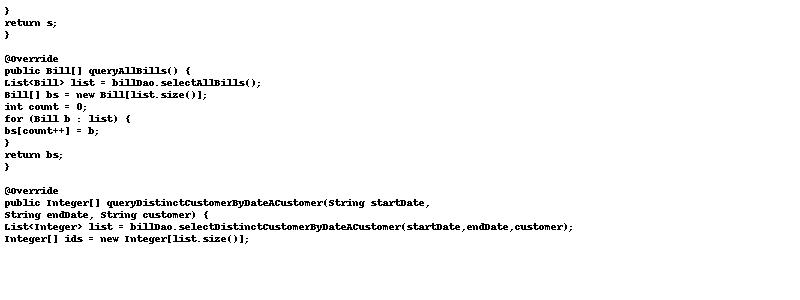 }
return s;
}
@Override
public Bill[] queryAllBills() {
List<Bill> list = billDao.selectAllBills();
Bill[] bs = new Bill[list.size()];
int count = 0;
for (Bill b : list) {
bs[count++] = b;
}
return bs;
}
@Override
public Integer[] queryDistinctCustomerByDateACustomer(String startDate,
String endDate, String customer) {
List<Integer> list = billDao.selectDistinctCustomerByDateACustomer(startDate,endDate,customer);
Integer[] ids = new Integer[list.size()];